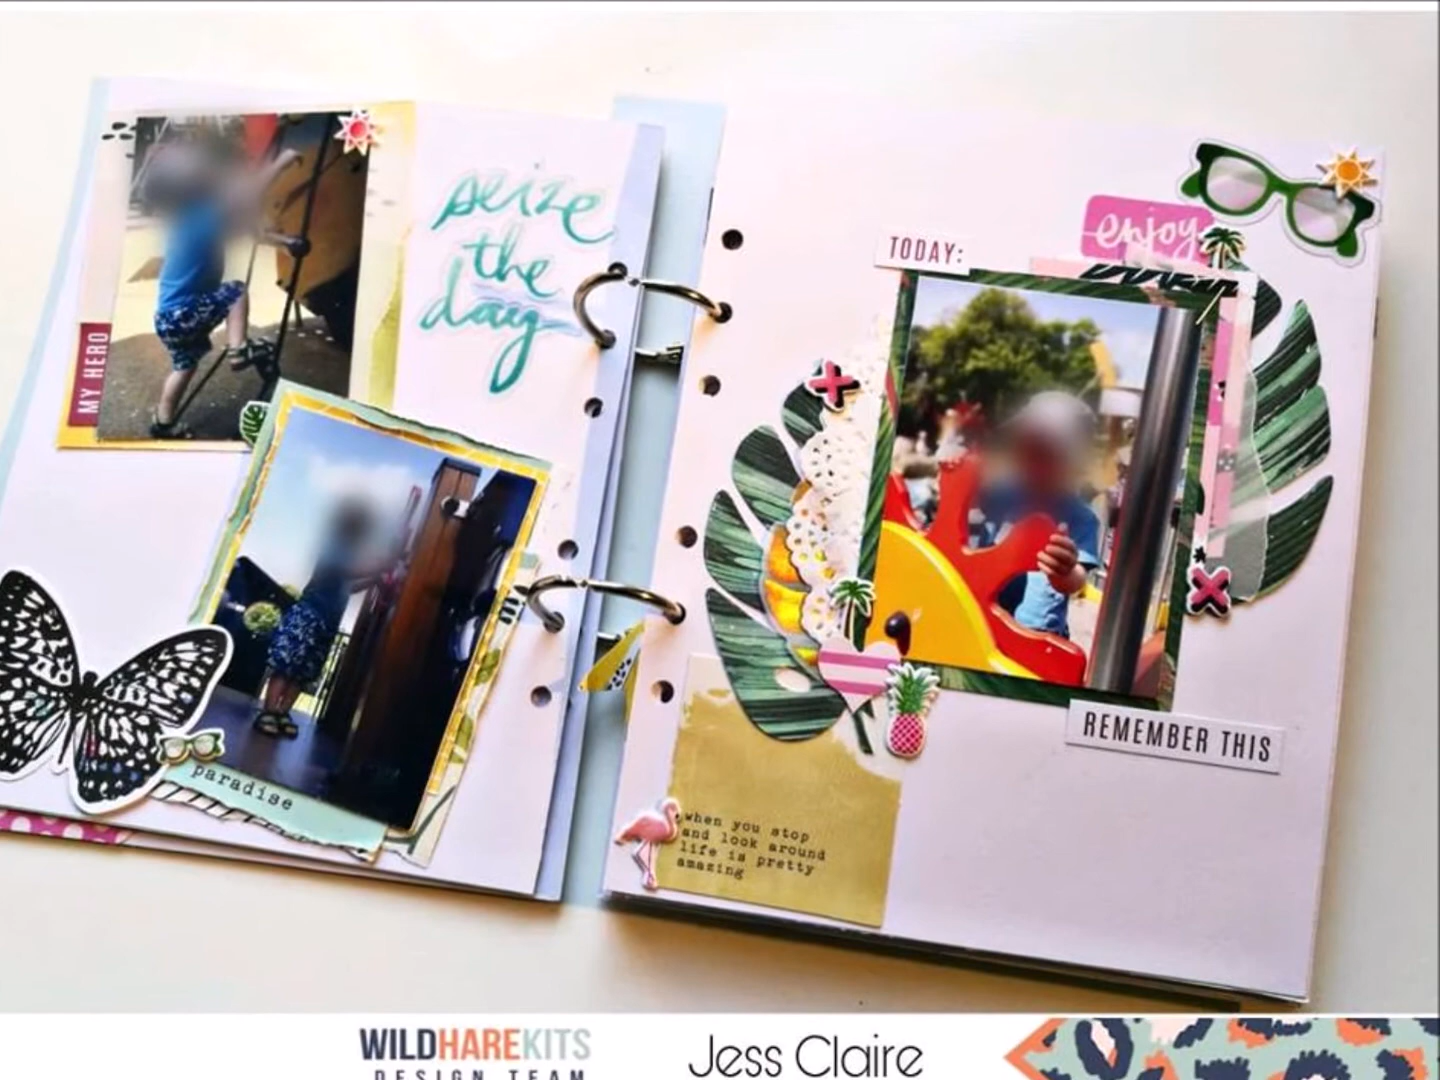 seize
the
day
MY HERO
paradise
enjoy
TODAY:
REMEMBER THIS
when you stop
and look around
life is pretty
amazing
WILDHAREKITS
DESIGN TEAM
Jess Claire